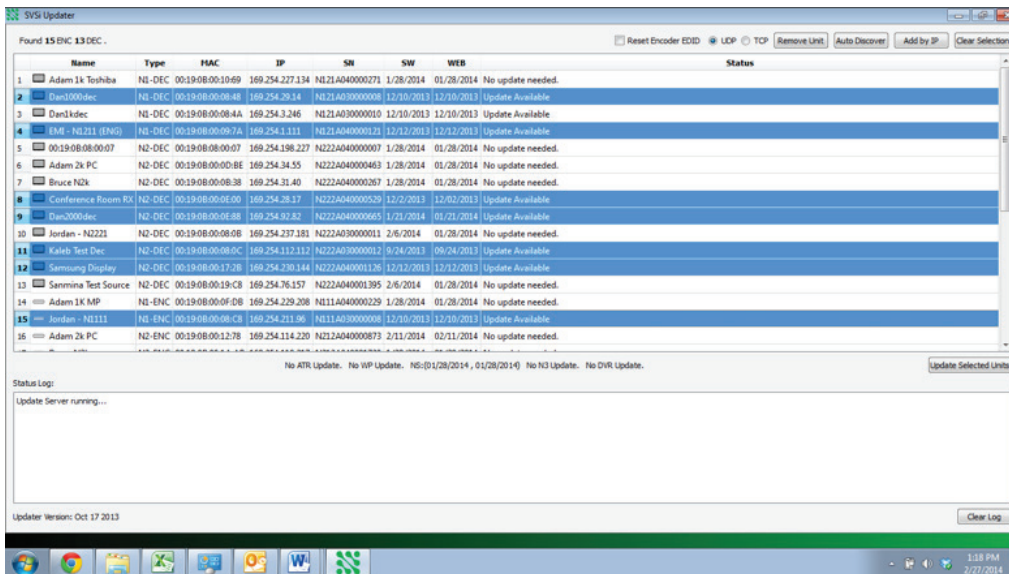 SVSi Updater
Found 15 ENC 13 DEC . Reset Encoder EDID UDP TCP Remove Unit Auto Discover Add by IP Clear Selection
Name Type MAC IP SN SW WEB Status
1 Adam 1k Toshiba N1-DEC 00:19:0B:00:10:69 169.254.227.134 N121A040000271 1/28/2014 01/28/2014 No update needed.
2 Dan1000dec N1-DEC 00:19:0B:00:08:48 169.254.29.14 N121A030000008 12/10/2013 12/10/2013 Update Available
3 Dan1kdec N1-DEC 00:19:0B:00:08:4A 169.254.3.246 N121A030000010 12/10/2013 12/10/2013 Update Available
4 EMI - N1211 (ENG) N1-DEC 00:19:0B:00:09:7A 169.254.1.111 N121A040000121 12/12/2013 12/12/2013 Update Available
5 00:19:0B:08:00:07 N2-DEC 00:19:0B:08:00:07 169.254.198.227 N222A040000007 1/28/2014 01/28/2014 No update needed.
6 Adam 2k PC N2-DEC 00:19:0B:00:0D:BE 169.254.34.55 N222A040000463 1/28/2014 01/28/2014 No update needed.
7 Bruce N2k N2-DEC 00:19:0B:00:0B:38 169.254.31.40 N222A040000267 1/28/2014 01/28/2014 No update needed.
8 Conference Room RX N2-DEC 00:19:0B:00:0E:00 169.254.28.17 N222A040000529 12/2/2013 12/02/2013 Update Available
9 Dan2000dec N2-DEC 00:19:0B:00:0E:88 169.254.92.82 N222A040000665 1/21/2014 01/21/2014 Update Available
10 Jordan - N2221 N2-DEC 00:19:0B:00:08:0B 169.254.237.181 N222A030000011 2/6/2014 01/28/2014 No update needed.
11 Kaleb Test Dec N2-DEC 00:19:0B:00:08:0C 169.254.112.112 N222A030000012 9/24/2013 09/24/2013 Update Available
12 Samsung Display N2-DEC 00:19:0B:00:17:2B 169.254.230.144 N222A040001126 12/12/2013 12/12/2013 Update Available
13 Sanmina Test Source N2-DEC 00:19:0B:00:19:C8 169.254.76.157 N222A040001395 2/6/2014 01/28/2014 No update needed.
14 Adam 1K MP N1-ENC 00:19:0B:00:0F:DB 169.254.229.208 N111A040000229 1/28/2014 01/28/2014 No update needed.
15 Jordan - N1111 N1-ENC 00:19:0B:00:08:C8 169.254.211.96 N111A030000008 12/10/2013 12/10/2013 Update Available
16 Adam 2k PC N2-ENC 00:19:0B:00:12:78 169.254.114.220 N212A040000873 2/11/2014 02/11/2014 No update needed.
No ATR Update. No WP Update. NS:(01/28/2014 , 01/28/2014) No N3 Update. No DVR Update. Update Selected Units
Status Log:
Update Server running...
Updater Version: Oct 17 2013 Clear Log
1:18 PM
2/27/2014